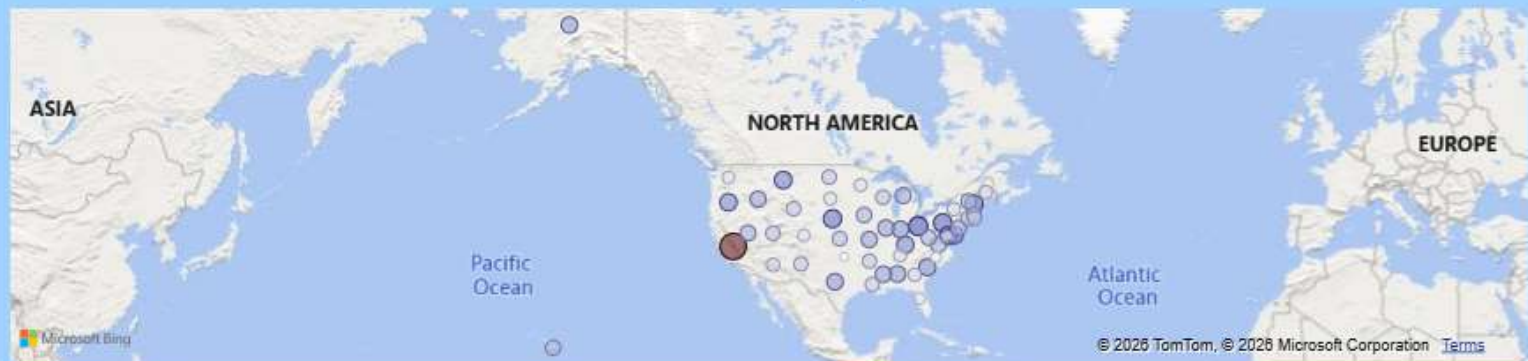 ASIA
NORTH AMERICA
EUROPE
Pacific
Ocean
Atlantic
Ocean
Microsoft Bing
© 2026 TomTom, © 2026 Microsoft Corporation Terms